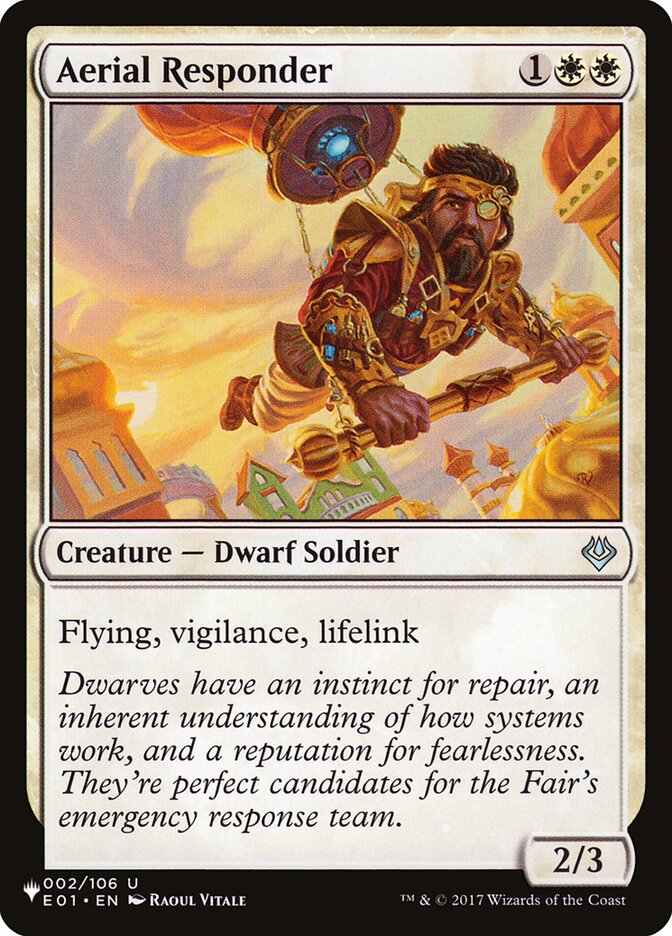 Aerial Responder 1
Creature — Dwarf Soldier
Flying, vigilance, lifelink
Dwarves have an instinct for repair, an
inherent understanding of how systems
work, and a reputation for fearlessness.
They're perfect candidates for the Fair's
emergency response team.
2/3
002/106 U
E01 • EN Raoul Vitale
™ & © 2017 Wizards of the Coast